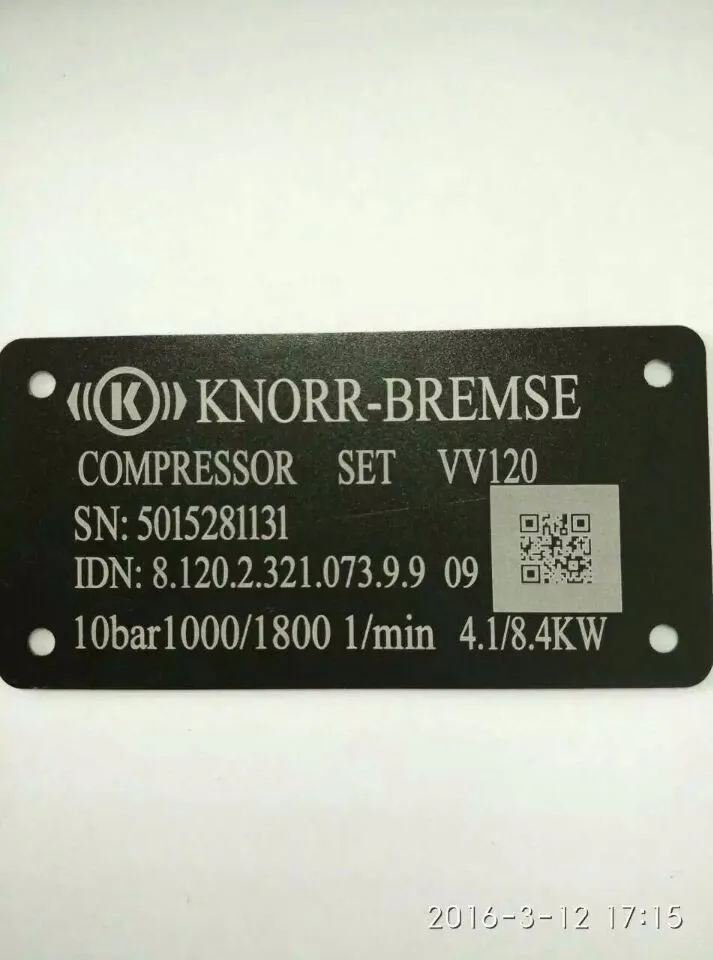 K KNORR-BREMSE
COMPRESSOR SET VV120
SN: 5015281131
IDN: 8.120.2.321.073.9.9 09
10bar1000/1800 1/min 4.1/8.4KW
2016-3-12 17:15